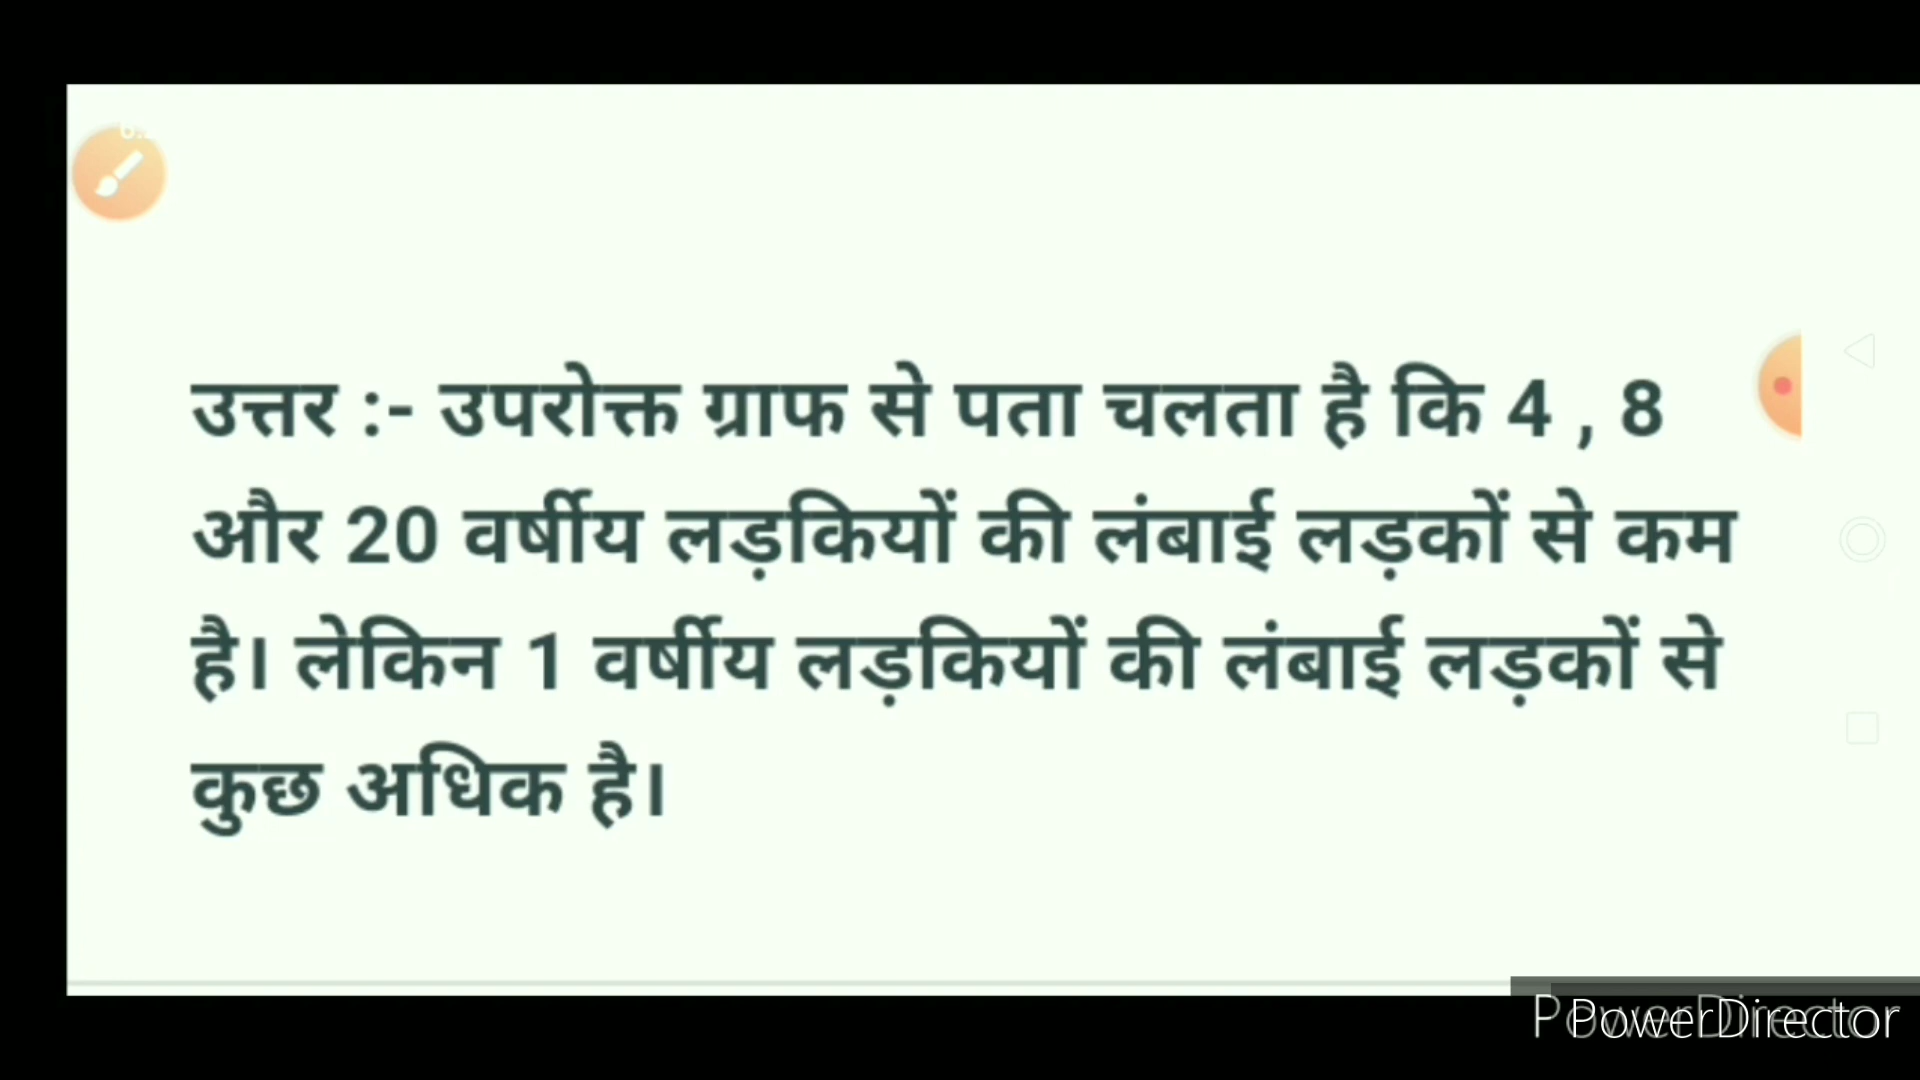 उत्तर :- उपरोक्त ग्राफ से पता चलता है कि 4 , 8
और 20 वर्षीय लड़कियों की लंबाई लड़कों से कम
है। लेकिन 1 वर्षीय लड़कियों की लंबाई लड़कों से
कुछ अधिक है।
PowerDirector